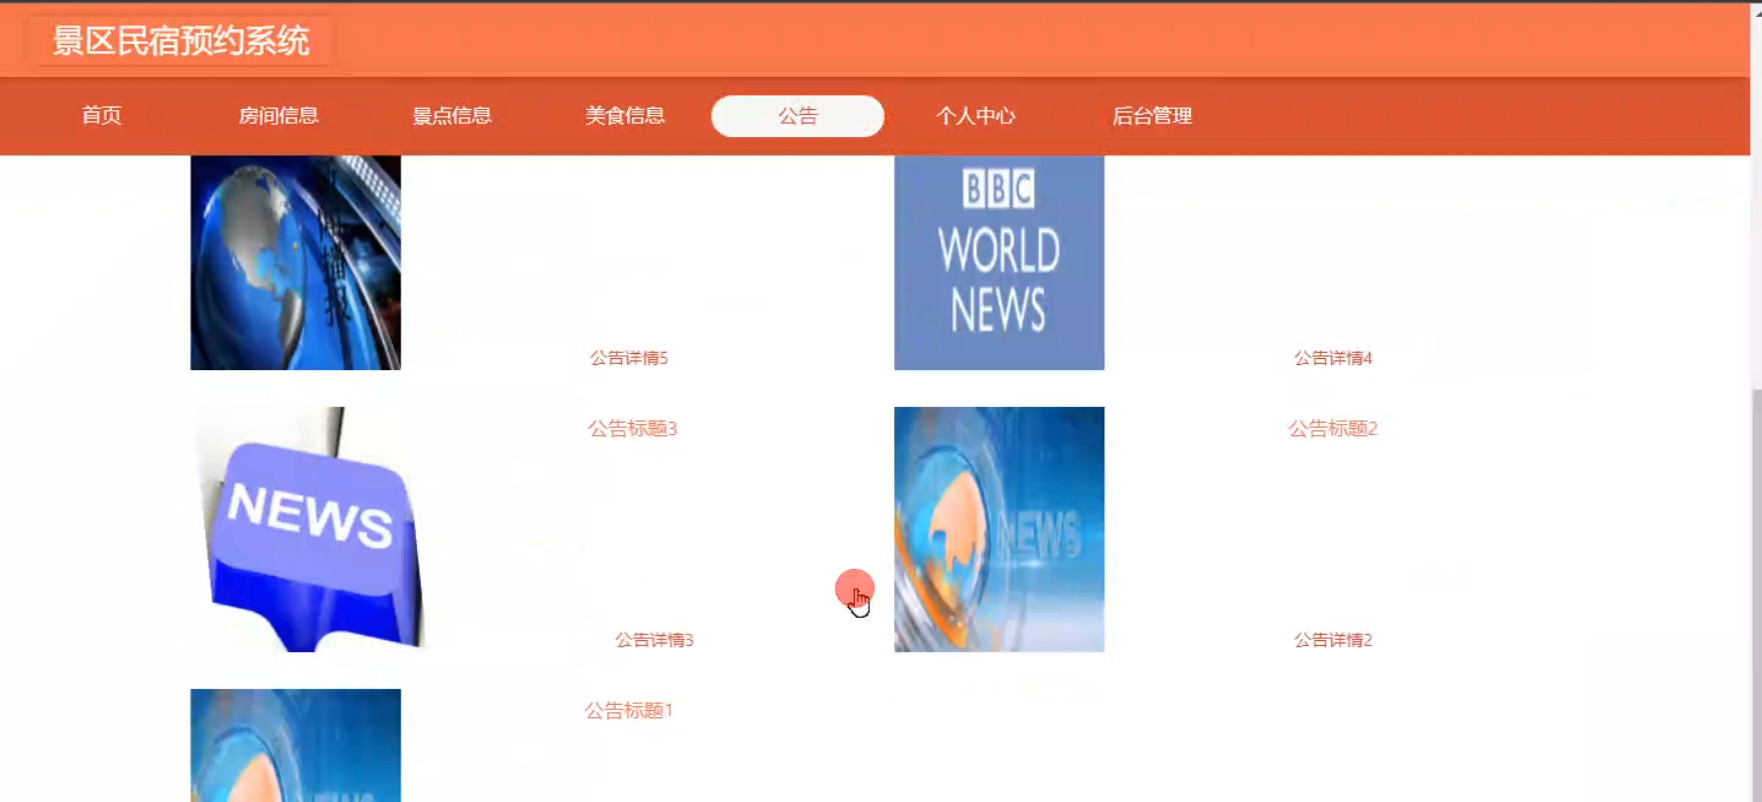 景区民宿预约系统
首页 房间信息 景点信息 美食信息 公告 个人中心 后台管理
BBC
WORLD
NEWS
公告详情5 公告详情4
公告标题3 公告标题2
NEWS NEWS
公告详情3 公告详情2
公告标题1